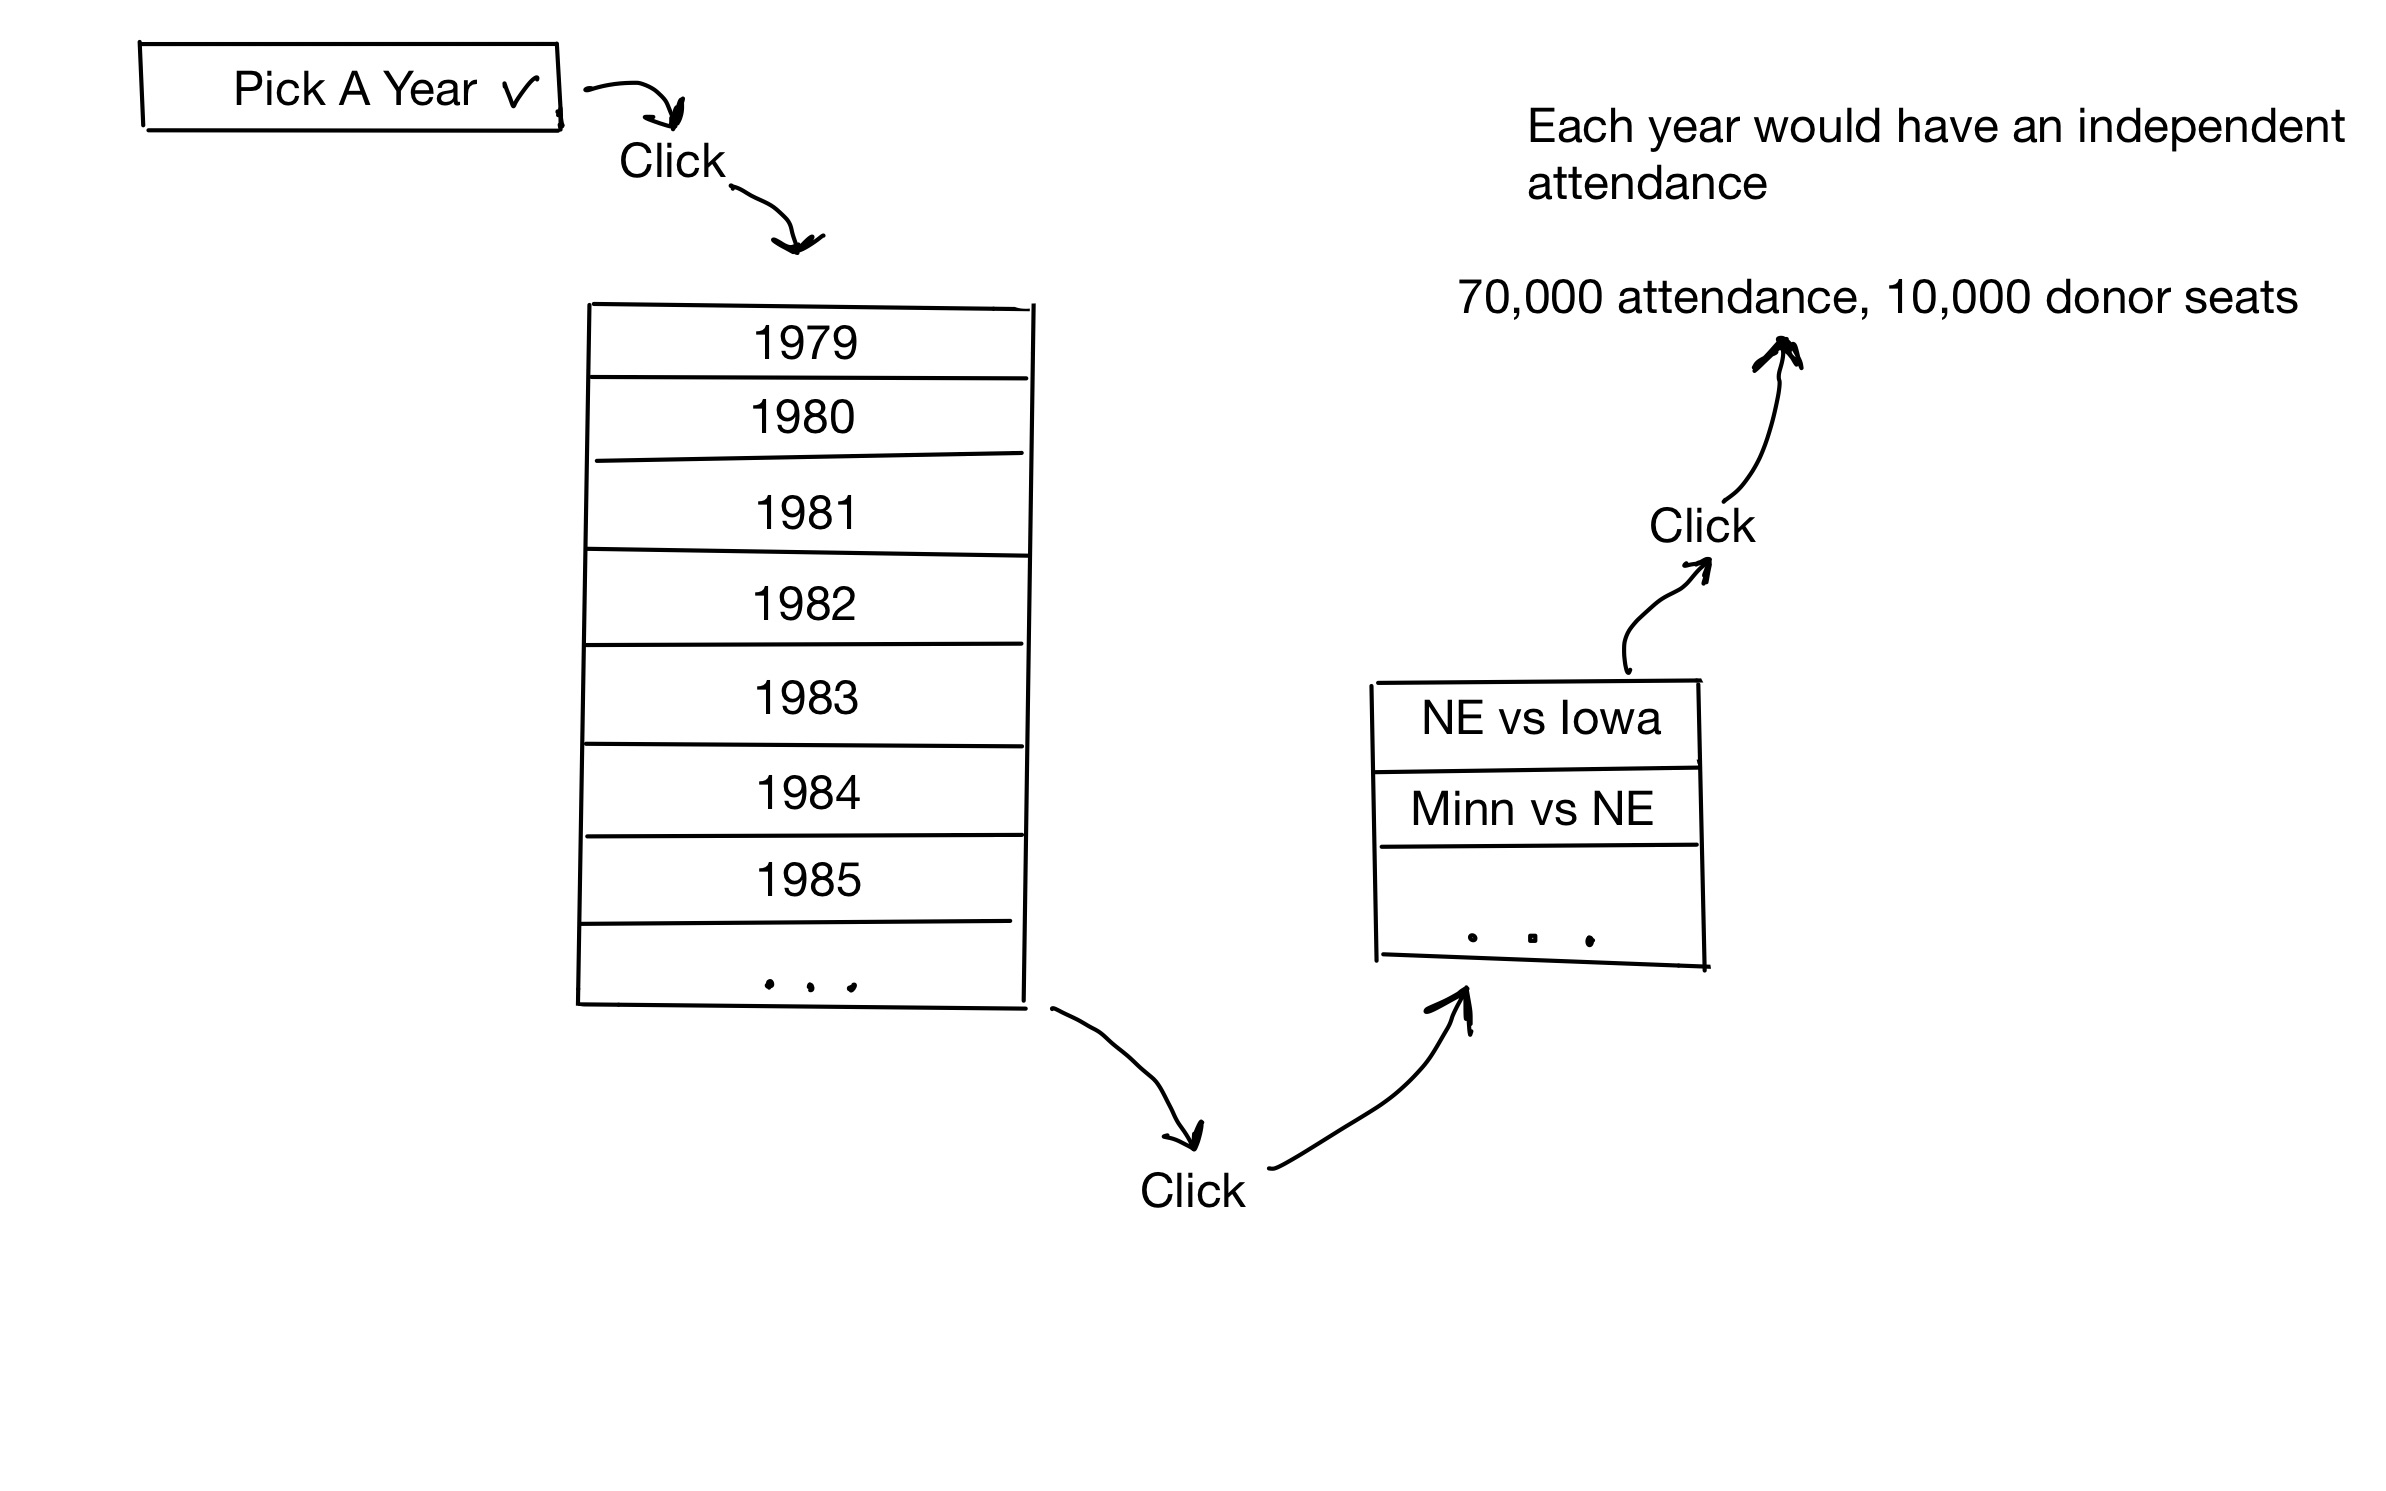 Pick A Year
Click
1979
1980
1981
1982
1983
1984
1985
. . .
Click
NE vs Iowa
Minn vs NE
. . .
Click
Each year would have an independent
attendance
70,000 attendance, 10,000 donor seats